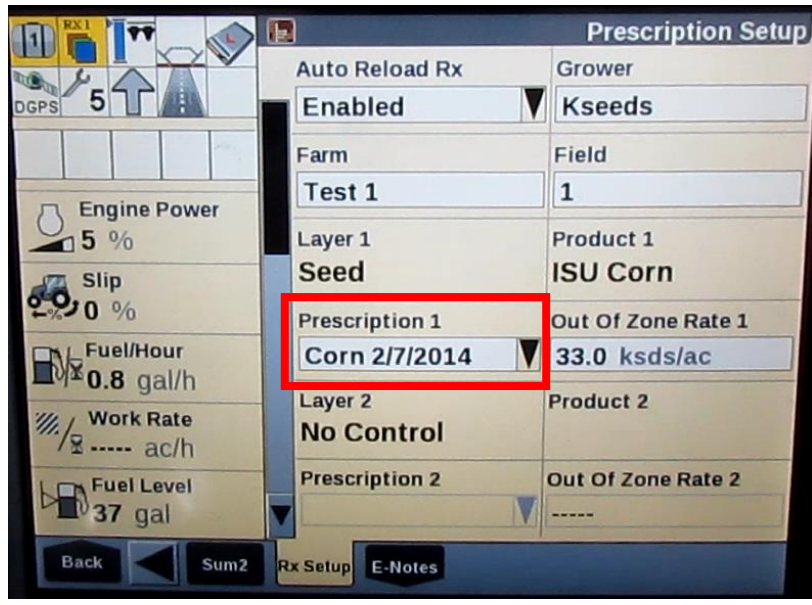 1
RX 1
L
DGPS
5
Prescription Setup
Auto Reload Rx
Grower
Enabled
Kseeds
Farm
Field
Test 1
1
Layer 1
Product 1
Seed
ISU Corn
Prescription 1
Out Of Zone Rate 1
Corn 2/7/2014
33.0 ksds/ac
Layer 2
Product 2
No Control
Prescription 2
Out Of Zone Rate 2
-----
Engine Power
5 %
Slip
%
0 %
Fuel/Hour
0.8 gal/h
Work Rate
----- ac/h
Fuel Level
37 gal
Back
Sum2
Rx Setup
E-Notes